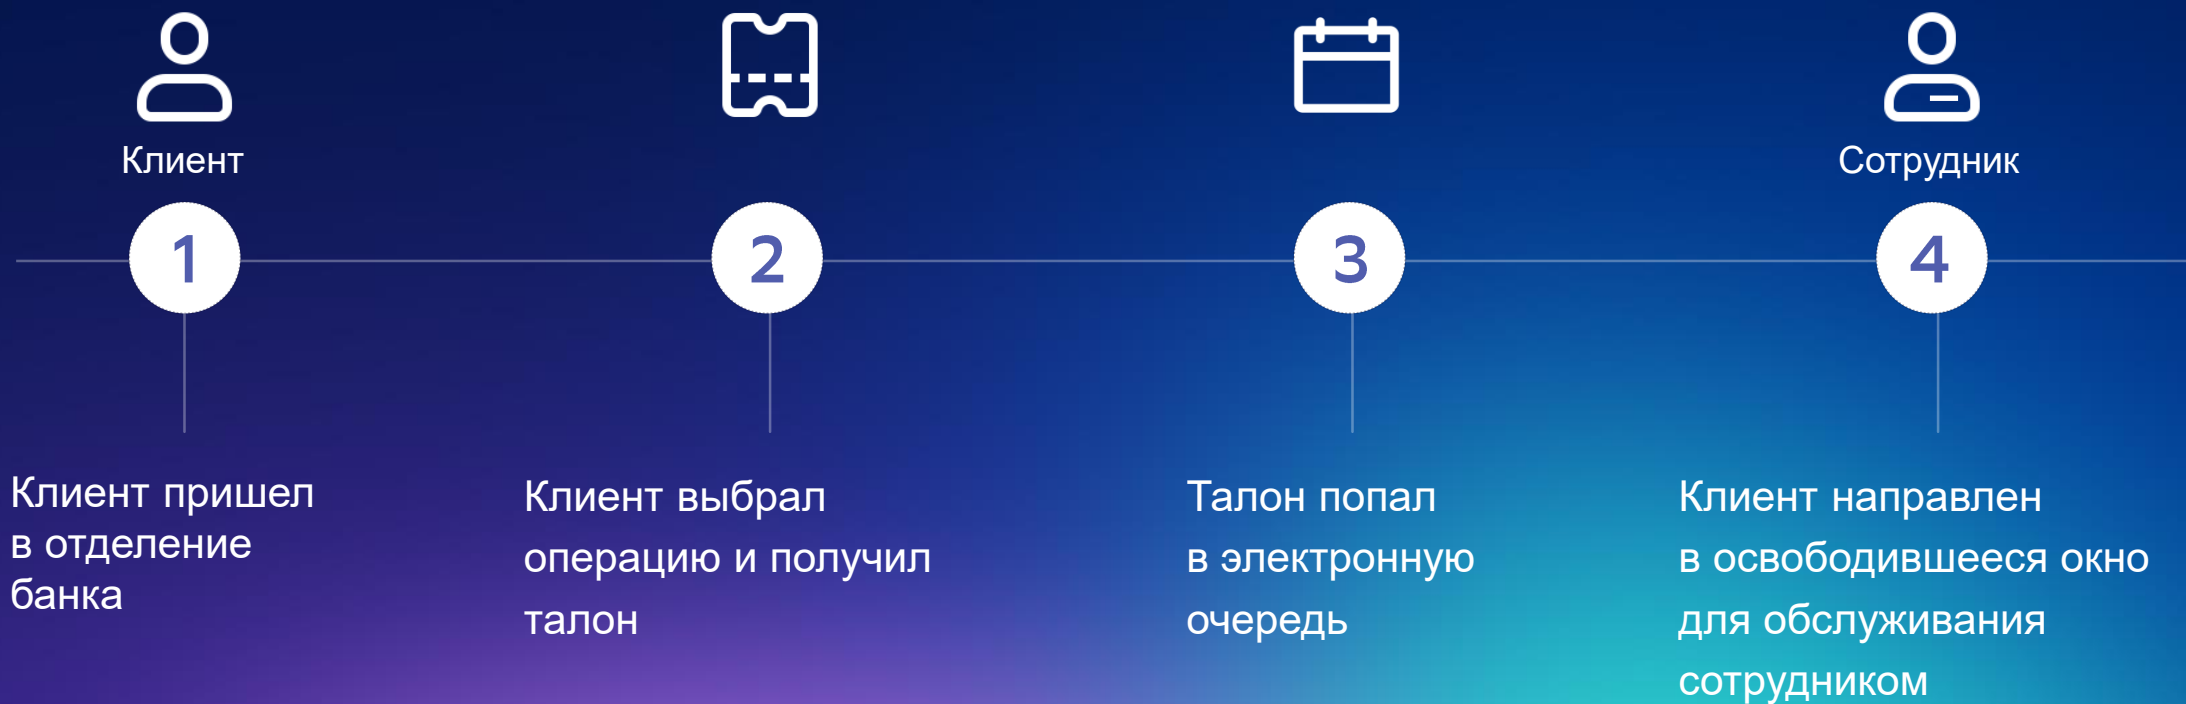 Клиент
Сотрудник
1
2
3
4
Клиент пришел
в отделение
банка
Клиент выбрал
операцию и получил
талон
Талон попал
в электронную
очередь
Клиент направлен
в освободившееся окно
для обслуживания
сотрудником